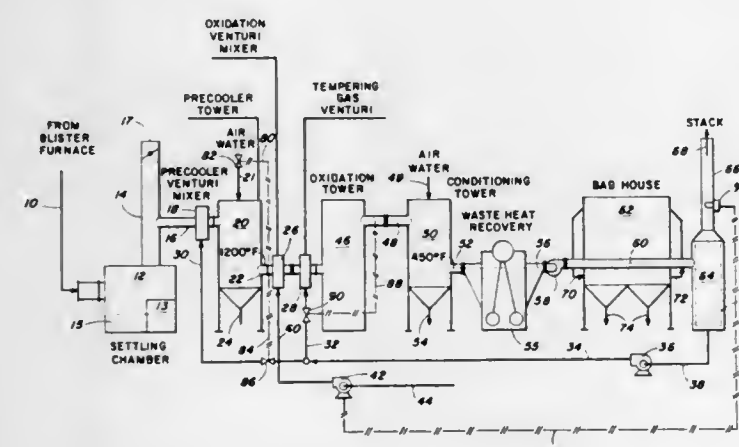 OXIDATION
VENTURI
MIXER
PRECOOLER
TOWER
TEMPERING
GAS
VENTURI
FROM
BLISTER
FURNACE
17
AIR
WATER
82
80
21
PRECOOLER
VENTURI
MIXER
18
10
14
16
20
1200°F.
22
24
26
28
30
12
13
15
SETTLING
CHAMBER
84
86
60
90
32
88
OXIDATION
TOWER
46
48
AIR
WATER
49
50
450°F.
CONDITIONING
TOWER
52
54
WASTE HEAT
RECOVERY
55
56
58
BAG HOUSE
62
60
70
72
74
STACK
68
66
9
64
34
36
38
42
44